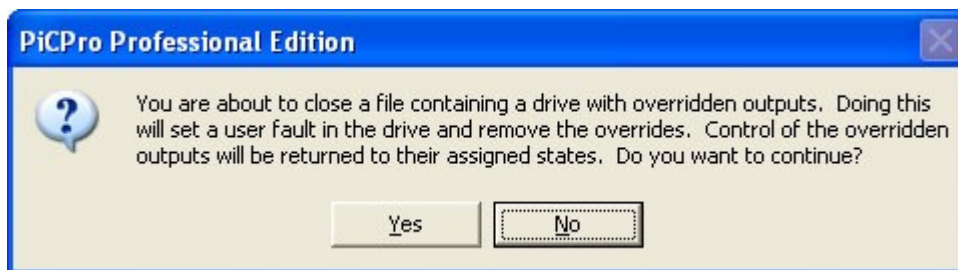 PiCPro Professional Edition
You are about to close a file containing a drive with overridden outputs. Doing this
will set a user fault in the drive and remove the overrides. Control of the overridden
outputs will be returned to their assigned states. Do you want to continue?
Yes No